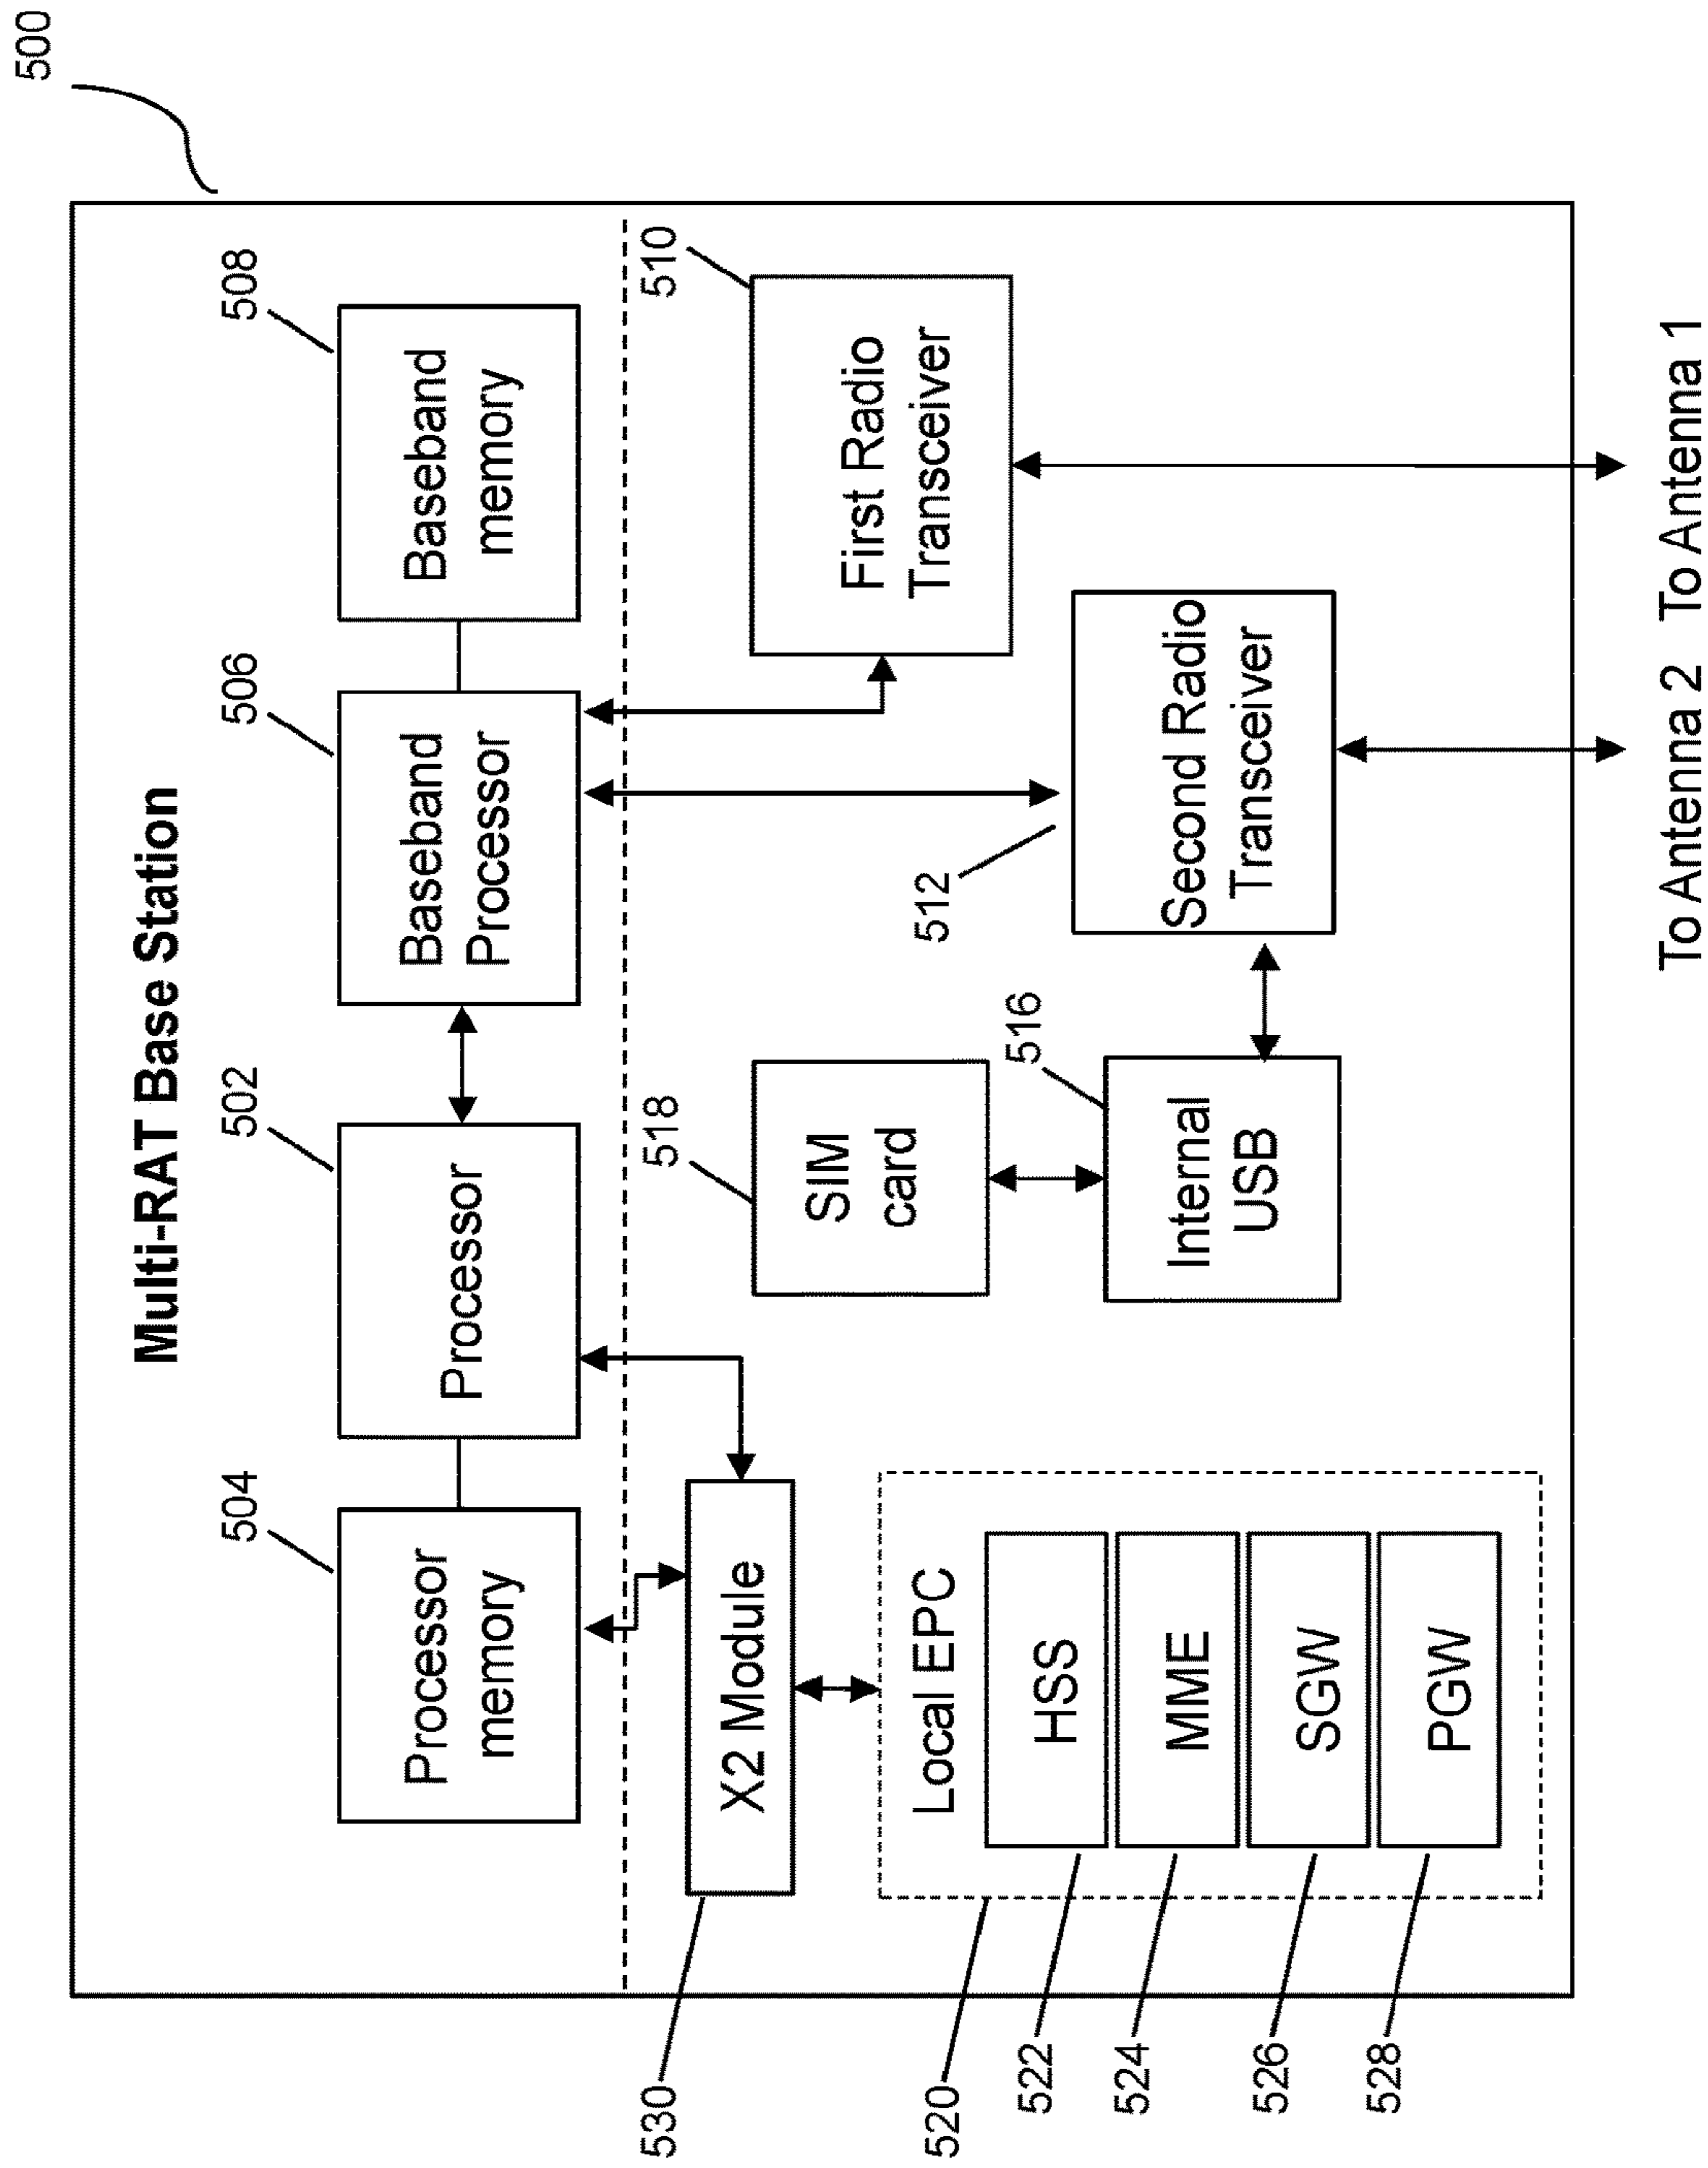 500
Multi-RAT Base Station
504
502
506
508
Processor
memory
Processor
Baseband
Processor
Baseband
memory
530
X2 Module
518
SIM
card
510
First Radio
Transceiver
512
520
Local EPC
522
HSS
524
MME
526
SGW
528
PGW
516
Internal
USB
Second Radio
Transceiver
To Antenna 2
To Antenna 1